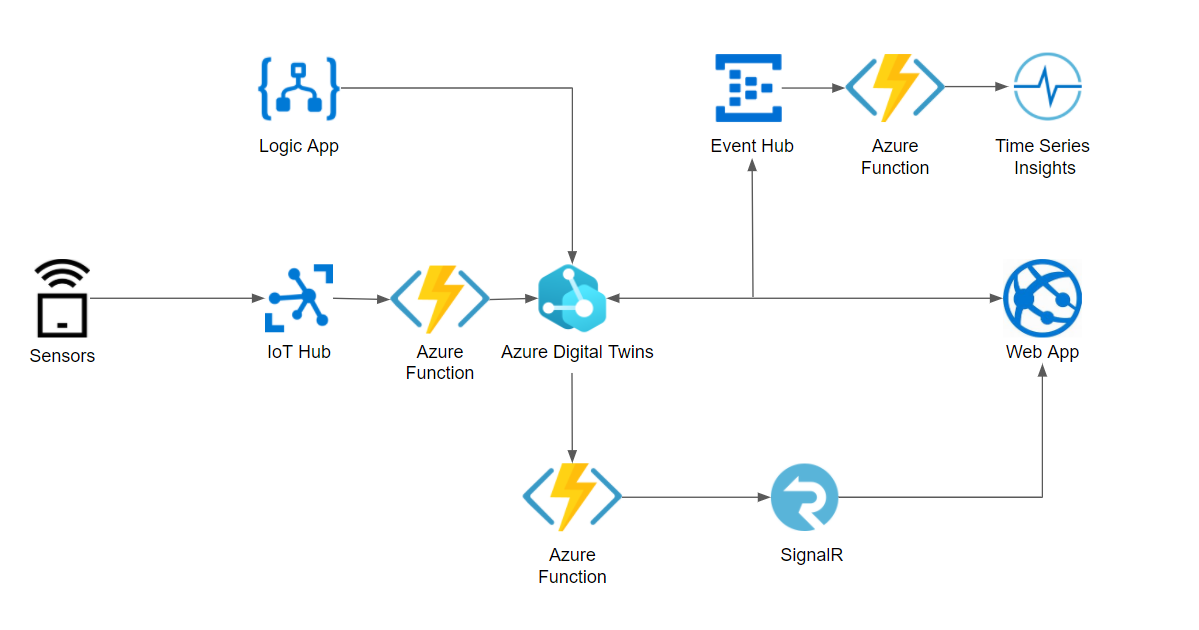 Logic App
Event Hub
Azure
Function
Time Series
Insights
Sensors
IoT Hub
Azure
Function
Azure Digital Twins
Web App
Azure
Function
SignalR